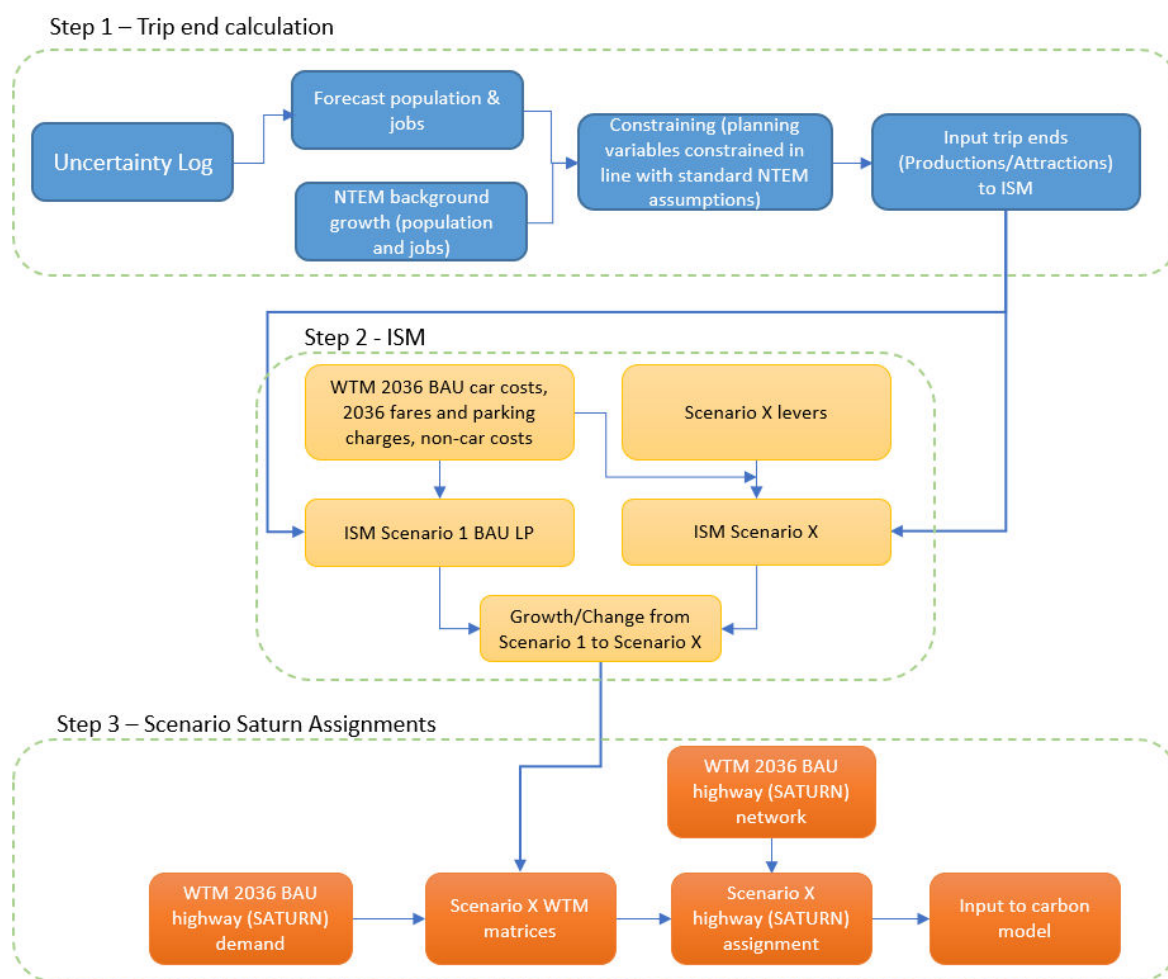 Step 1 – Trip end calculation
Uncertainty Log
Forecast population &
jobs
NTEM background
growth (population
and jobs)
Constraining (planning
variables constrained in
line with standard NTEM
assumptions)
Input trip ends
(Productions/Attractions)
to ISM
Step 2 - ISM
WTM 2036 BAU car costs,
2036 fares and parking
charges, non-car costs
Scenario X levers
ISM Scenario 1 BAU LP
ISM Scenario X
Growth/Change from
Scenario 1 to Scenario X
Step 3 – Scenario Saturn Assignments
WTM 2036 BAU
highway (SATURN)
network
WTM 2036 BAU
highway (SATURN)
demand
Scenario X WTM
matrices
Scenario X
highway (SATURN)
assignment
Input to carbon
model